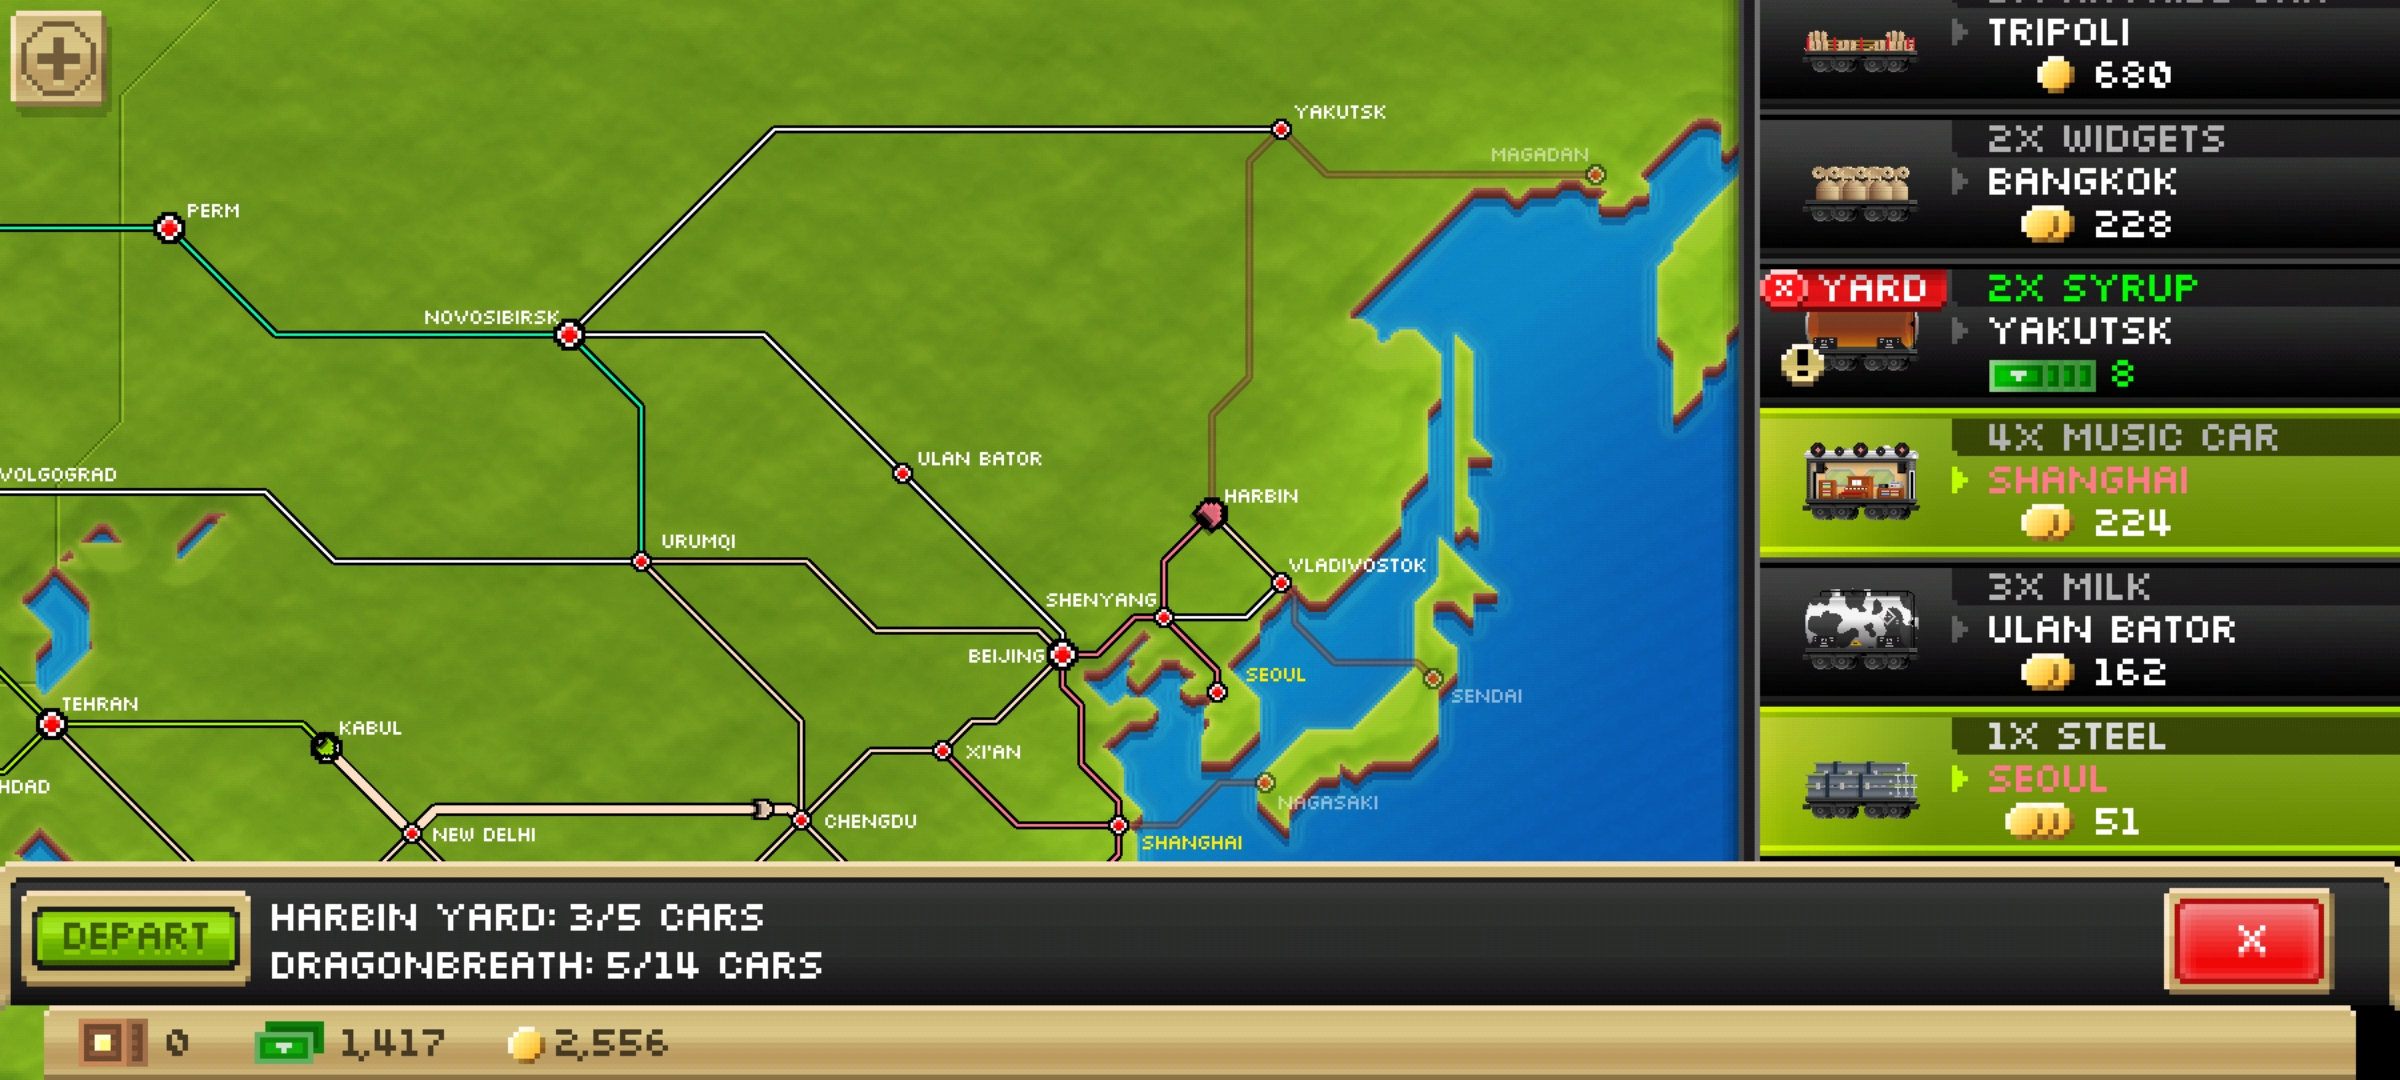 YAKUTSK
MAGADAN
PERM
NOVOSIBIRSK
ULAN BATOR
VOLGOGRAD
HARBIN
URUMQI
VLADIVOSTOK
SHENYANG
BEIJING
SEOUL
SENDAI
TEHRAN
KABUL
XI'AN
HDAD
NAGASAKI
NEW DELHI
CHENGDU
SHANGHAI
TRIPOLI
680
2X WIDGETS
BANGKOK
228
X YARD
2X SYRUP
YAKUTSK
! 8
4X MUSIC CAR
SHANGHAI
224
3X MILK
ULAN BATOR
162
1X STEEL
SEOUL
51
DEPART
HARBIN YARD: 3/5 CARS
DRAGONBREATH: 5/14 CARS
X
0 1,417 2,556